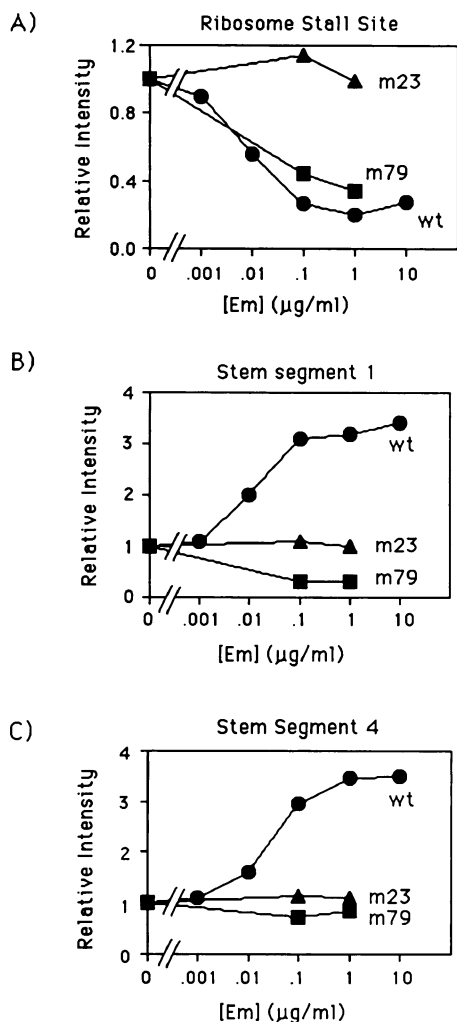 A)
Ribosome Stall Site
Relative Intensity
1.2
0.8
0.4
0.0
m23
m79
wt
0 .001 .01 .1 1 10
[Em] (μg/ml)
B)
Stem segment 1
Relative Intensity
4
3
2
1
0
wt
m23
m79
0 .001 .01 .1 1 10
[Em] (μg/ml)
C)
Stem Segment 4
Relative Intensity
4
3
2
1
0
wt
m23
m79
0 .001 .01 .1 1 10
[Em] (μg/ml)